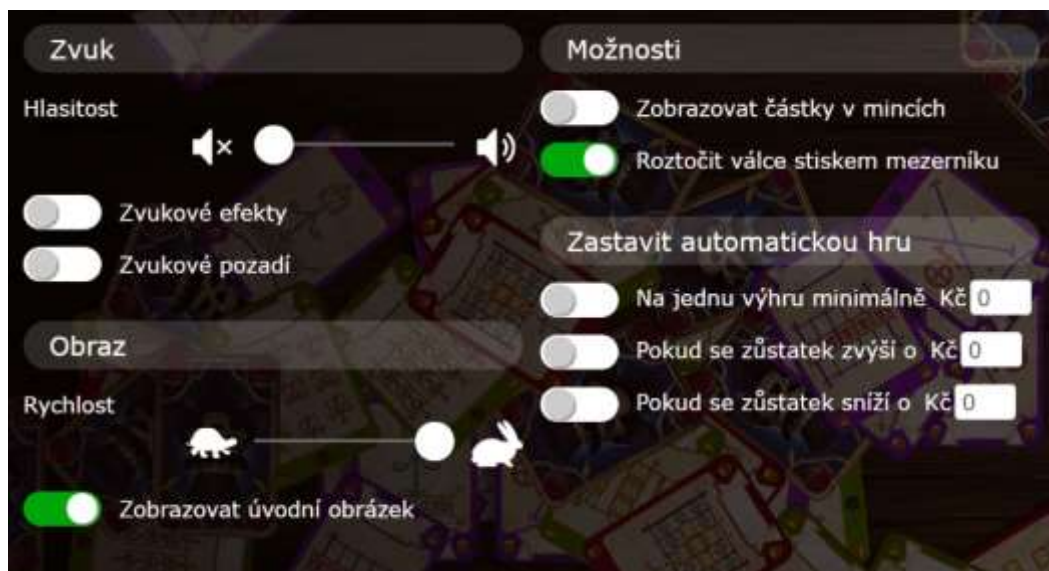 Zvuk
Hlasitost
Zvukové efekty
Zvukové pozadí
Obraz
Rychlost
Zobrazovat úvodní obrázek
Možnosti
Zobrazovat částky v mincích
Roztočit válce stiskem mezerníku
Zastavit automatickou hru
Na jednu výhru minimálně Kč 0
Pokud se zůstatek zvýší o Kč 0
Pokud se zůstatek sníží o Kč 0